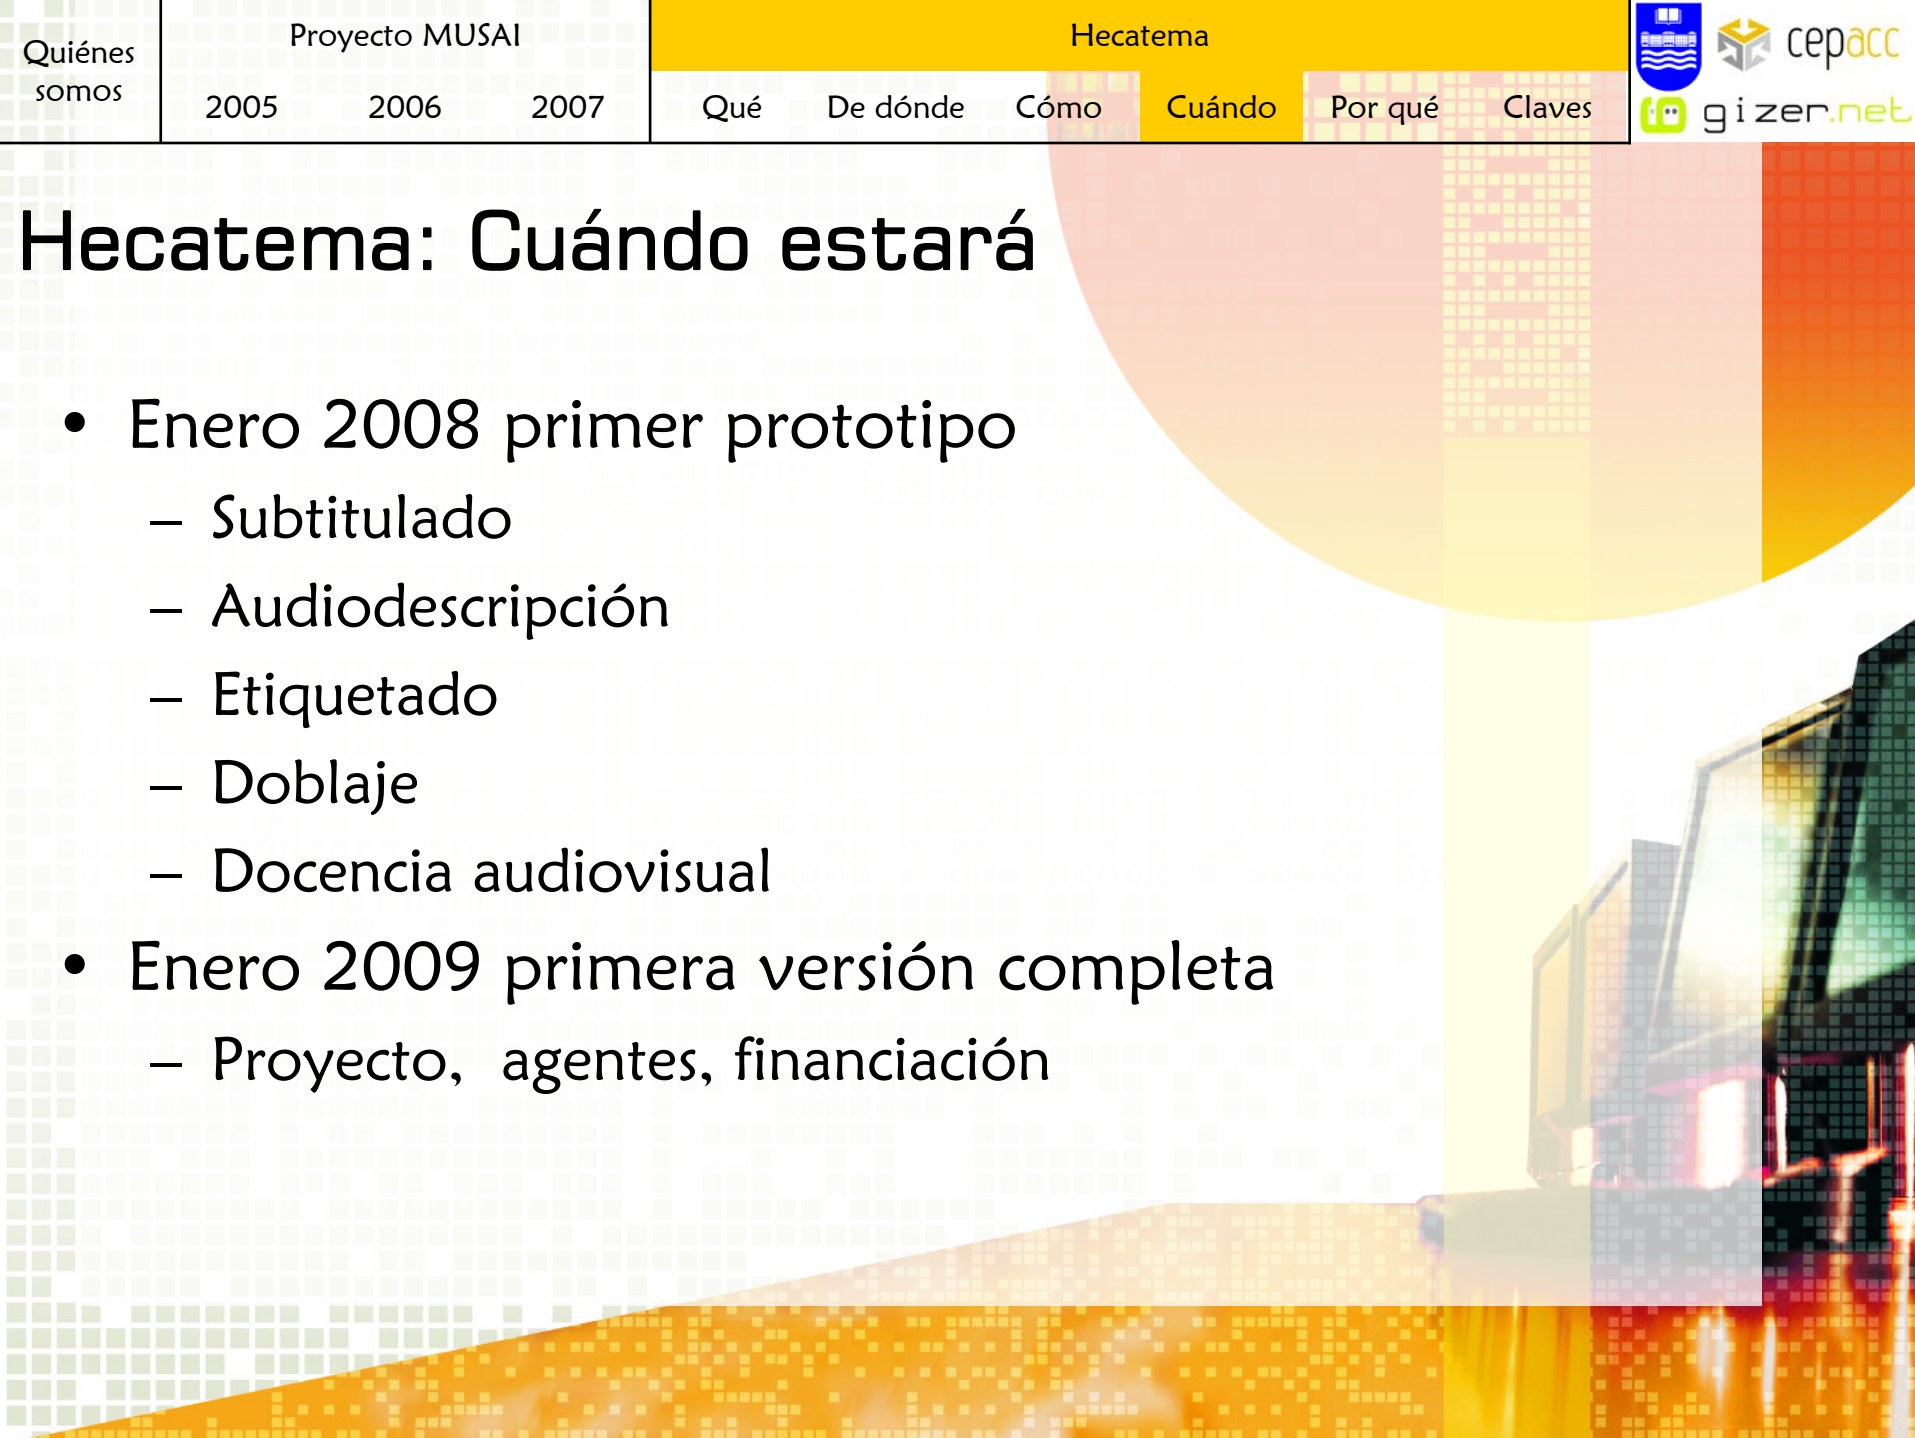 Quiénes
somos
Proyecto MUSAI
2005 2006 2007
Hecatema
Qué De dónde Cómo Cuándo Por qué Claves
cepacc
gizer.net
Hecatema: Cuándo estará
• Enero 2008 primer prototipo
– Subtitulado
– Audiodescripción
– Etiquetado
– Doblaje
– Docencia audiovisual
• Enero 2009 primera versión completa
– Proyecto, agentes, financiación